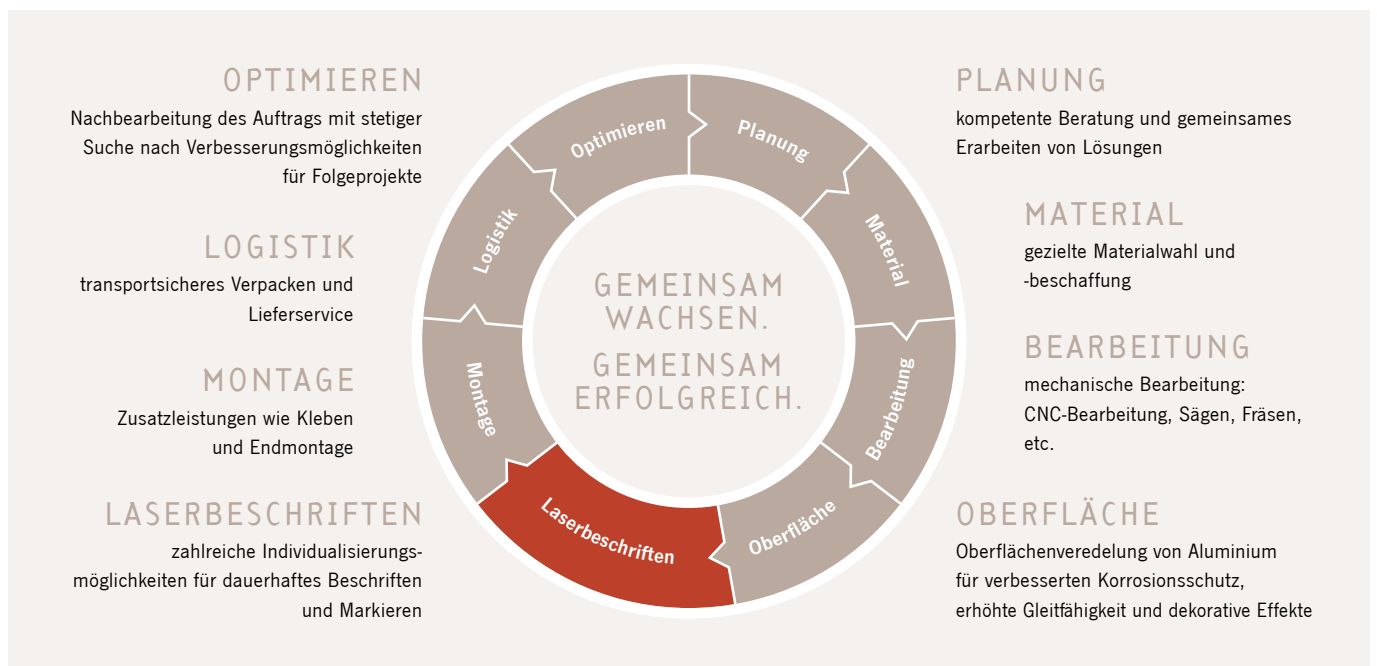 OPTIMIEREN
Nachbearbeitung des Auftrags mit stetiger
Suche nach Verbesserungsmöglichkeiten
für Folgeprojekte
LOGISTIK
transportsicheres Verpacken und
Lieferservice
MONTAGE
Zusatzleistungen wie Kleben
und Endmontage
LASERBESCHRIFTEN
zahlreiche Individualisierungs-
möglichkeiten für dauerhaftes Beschriften
und Markieren
Optimieren
Planung
Material
Bearbeitung
Oberfläche
Laserbeschriften
Montage
Logistik
GEMEINSAM
WACHSEN.
GEMEINSAM
ERFOLGREICH.
PLANUNG
kompetente Beratung und gemeinsames
Erarbeiten von Lösungen
MATERIAL
gezielte Materialwahl und
-beschaffung
BEARBEITUNG
mechanische Bearbeitung:
CNC-Bearbeitung, Sägen, Fräsen,
etc.
OBERFLÄCHE
Oberflächenveredelung von Aluminium
für verbesserten Korrosionsschutz,
erhöhte Gleitfähigkeit und dekorative Effekte